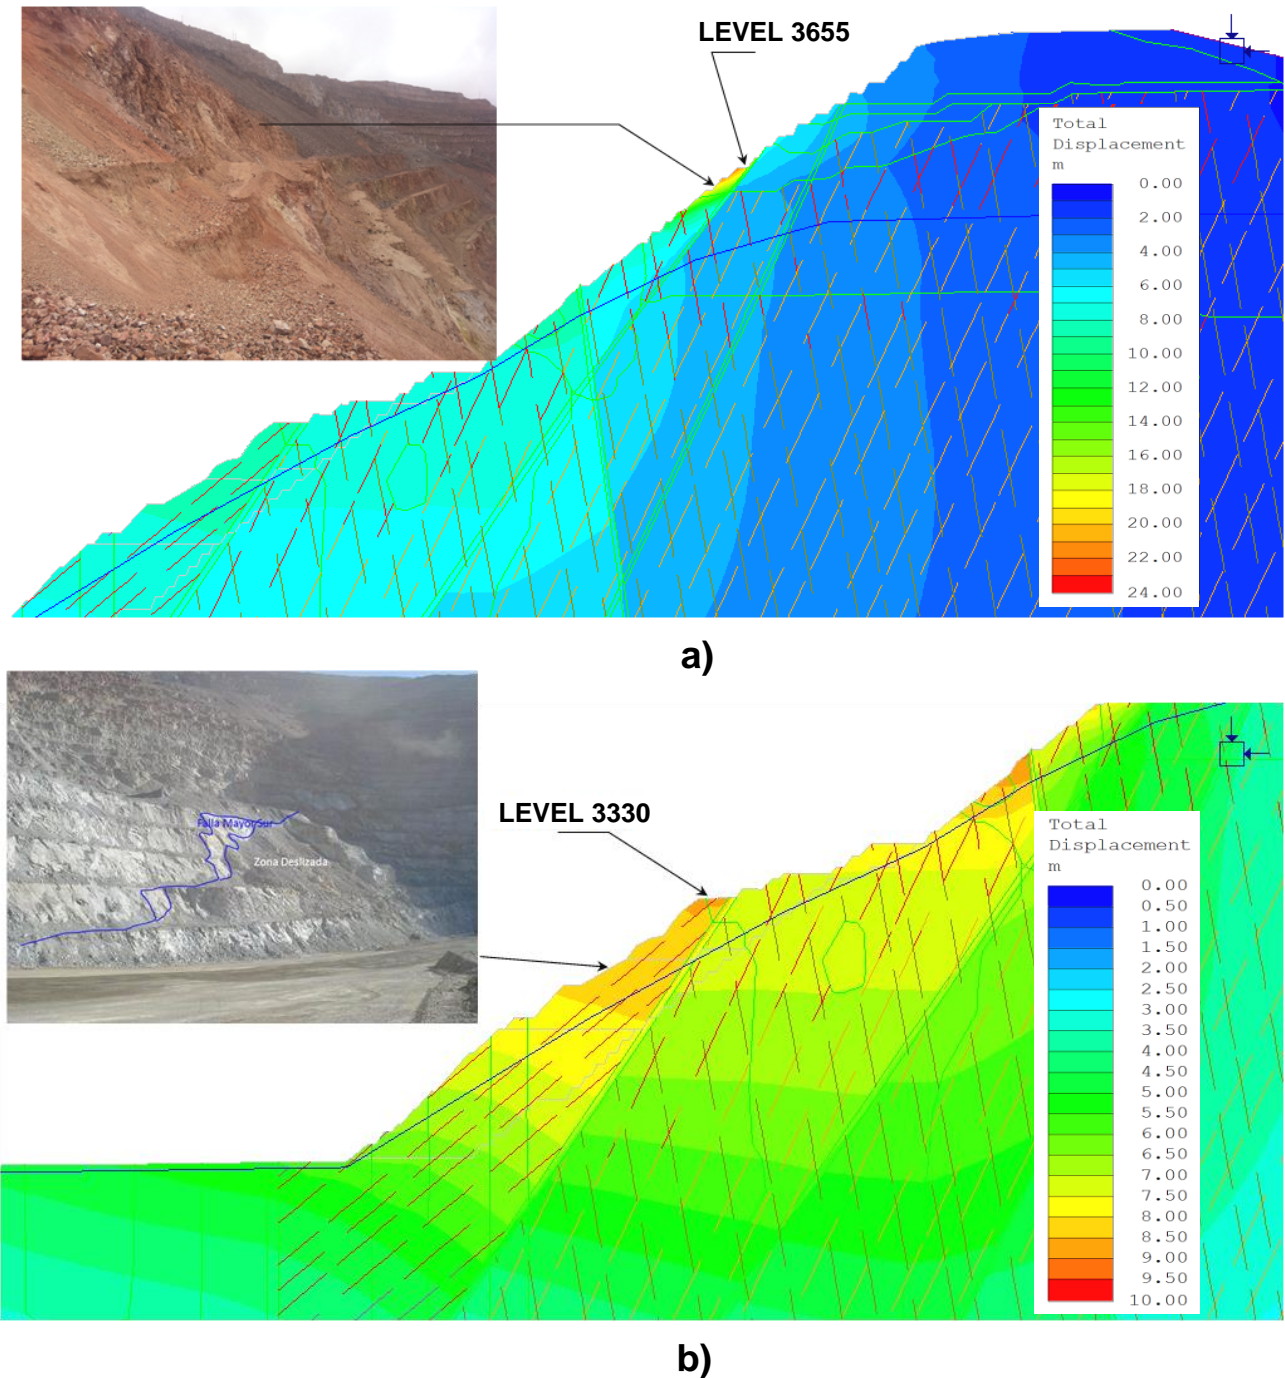 LEVEL 3655
Total
Displacement
m
0.00
2.00
4.00
6.00
8.00
10.00
12.00
14.00
16.00
18.00
20.00
22.00
24.00
a)
Falla Mayor Sur
Zona Deslizada
LEVEL 3330
Total
Displacement
m
0.00
0.50
1.00
1.50
2.00
2.50
3.00
3.50
4.00
4.50
5.00
5.50
6.00
6.50
7.00
7.50
8.00
8.50
9.00
9.50
10.00
b)